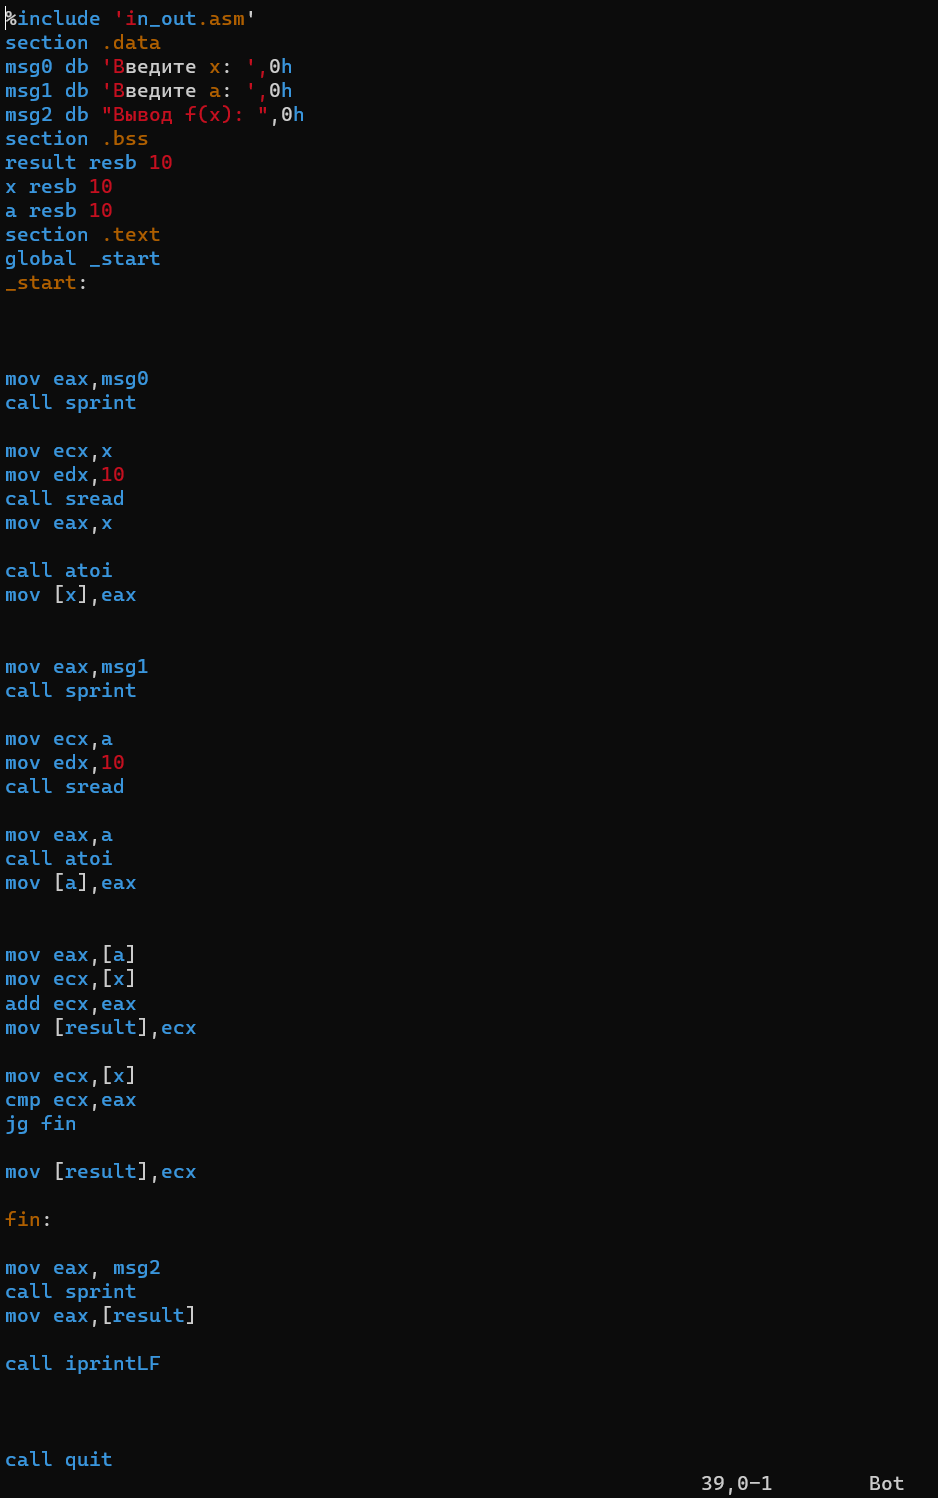 %include 'in_out.asm'
section .data
msg0 db 'Введите x: ',0h
msg1 db 'Введите a: ',0h
msg2 db "Вывод f(x): ",0h
section .bss
result resb 10
x resb 10
a resb 10
section .text
global _start
_start:
mov eax,msg0
call sprint
mov ecx,x
mov edx,10
call sread
mov eax,x
call atoi
mov [x],eax
mov eax,msg1
call sprint
mov ecx,a
mov edx,10
call sread
mov eax,a
call atoi
mov [a],eax
mov eax,[a]
mov ecx,[x]
add ecx,eax
mov [result],ecx
mov ecx,[x]
cmp ecx,eax
jg fin
mov [result],ecx
fin:
mov eax, msg2
call sprint
mov eax,[result]
call iprintLF
call quit
39,0-1 Bot